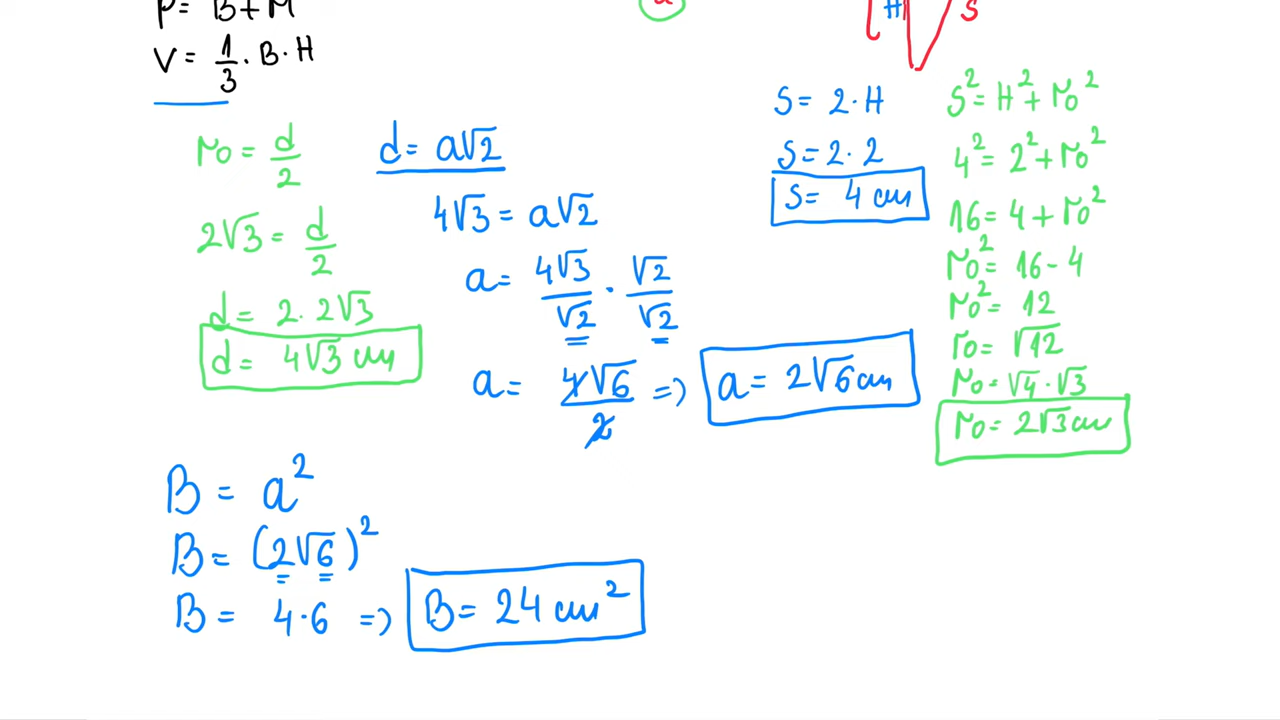 P = B + M
V = 1/3 · B · H
a
H
s
r₀ = d/2
2√3 = d/2
d = 2 · 2√3
d = 4√3 cm
d = a√2
4√3 = a√2
a = 4√3/√2 · √2/√2
a = 4√6/2 => a = 2√6 cm
s = 2 · H
s = 2 · 2
s = 4 cm
s² = H² + r₀²
4² = 2² + r₀²
16 = 4 + r₀²
r₀² = 16 - 4
r₀² = 12
r₀ = √12
r₀ = √4 · √3
r₀ = 2√3 cm
B = a²
B = (2√6)²
B = 4 · 6 => B = 24 cm²